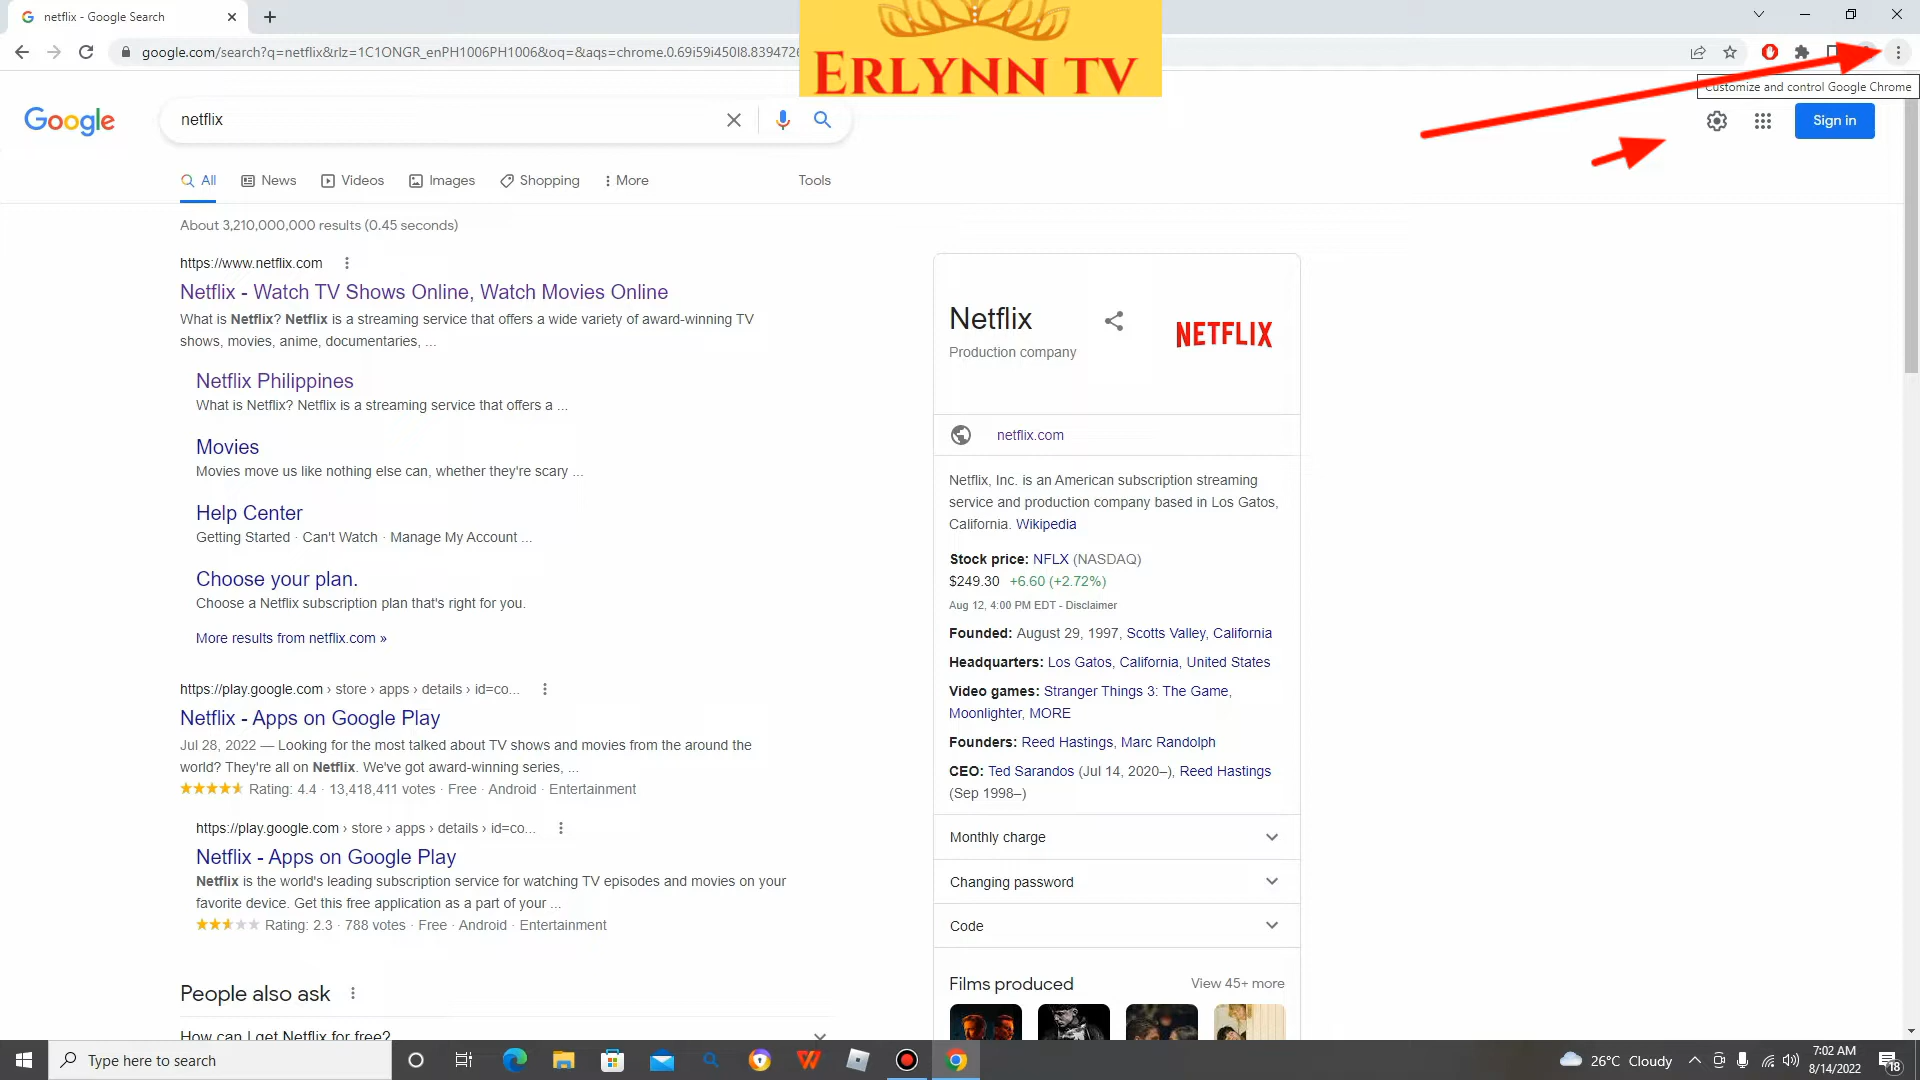 netflix - Google Search
ERLYNN TV
google.com/search?q=netflix&rlz=1C1ONGR_enPH1006PH1006&oq=&aqs=chrome.0.69i59i450l8.8394726
Customize and control Google Chrome
Google
netflix
Sign in
All
News
Videos
Images
Shopping
More
Tools
About 3,210,000,000 results (0.45 seconds)
https://www.netflix.com
Netflix - Watch TV Shows Online, Watch Movies Online
What is Netflix? Netflix is a streaming service that offers a wide variety of award-winning TV
shows, movies, anime, documentaries, ...
Netflix Philippines
What is Netflix? Netflix is a streaming service that offers a ...
Movies
Movies move us like nothing else can, whether they're scary ...
Help Center
Getting Started · Can't Watch · Manage My Account ...
Choose your plan.
Choose a Netflix subscription plan that's right for you.
More results from netflix.com »
https://play.google.com › store › apps › details › id=co...
Netflix - Apps on Google Play
Jul 28, 2022 — Looking for the most talked about TV shows and movies from the around the
world? They're all on Netflix. We've got award-winning series, ...
Rating: 4.4 · 13,418,411 votes · Free · Android · Entertainment
https://play.google.com › store › apps › details › id=co...
Netflix - Apps on Google Play
Netflix is the world's leading subscription service for watching TV episodes and movies on your
favorite device. Get this free application as a part of your ...
Rating: 2.3 · 788 votes · Free · Android · Entertainment
People also ask
How can I get Netflix for free?
Netflix
Production company
NETFLIX
netflix.com
Netflix, Inc. is an American subscription streaming
service and production company based in Los Gatos,
California. Wikipedia
Stock price: NFLX (NASDAQ)
$249.30 +6.60 (+2.72%)
Aug 12, 4:00 PM EDT - Disclaimer
Founded: August 29, 1997, Scotts Valley, California
Headquarters: Los Gatos, California, United States
Video games: Stranger Things 3: The Game,
Moonlighter, MORE
Founders: Reed Hastings, Marc Randolph
CEO: Ted Sarandos (Jul 14, 2020–), Reed Hastings
(Sep 1998–)
Monthly charge
Changing password
Code
Films produced
View 45+ more
Type here to search
26°C Cloudy
7:02 AM
8/14/2022
18